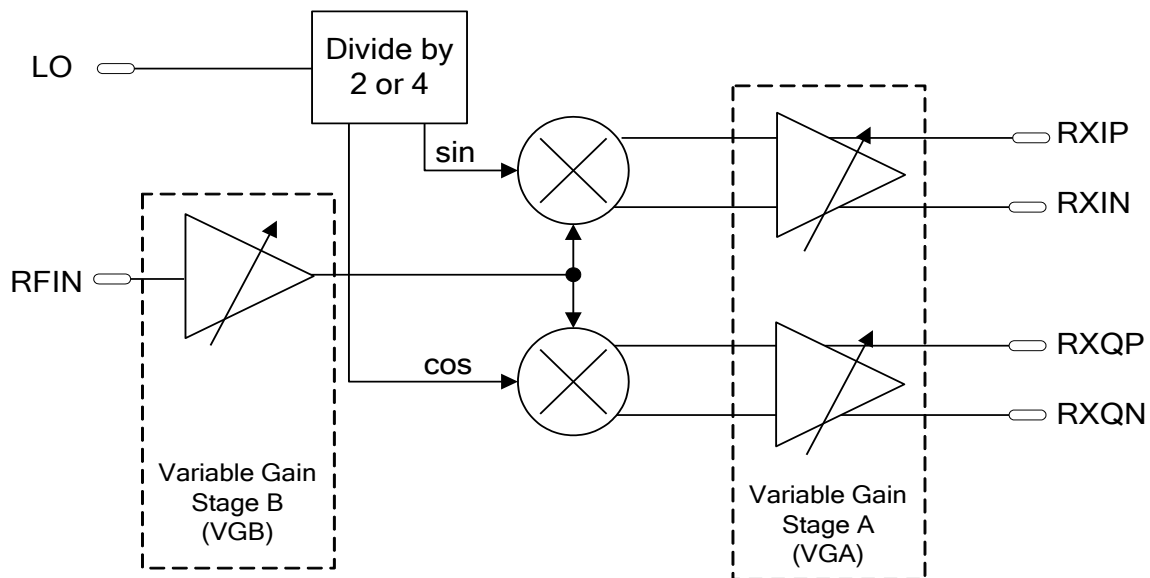 LO
Divide by
2 or 4
sin
RXIP
RXIN
RFIN
cos
RXQP
RXQN
Variable Gain
Stage B
(VGB)
Variable Gain
Stage A
(VGA)